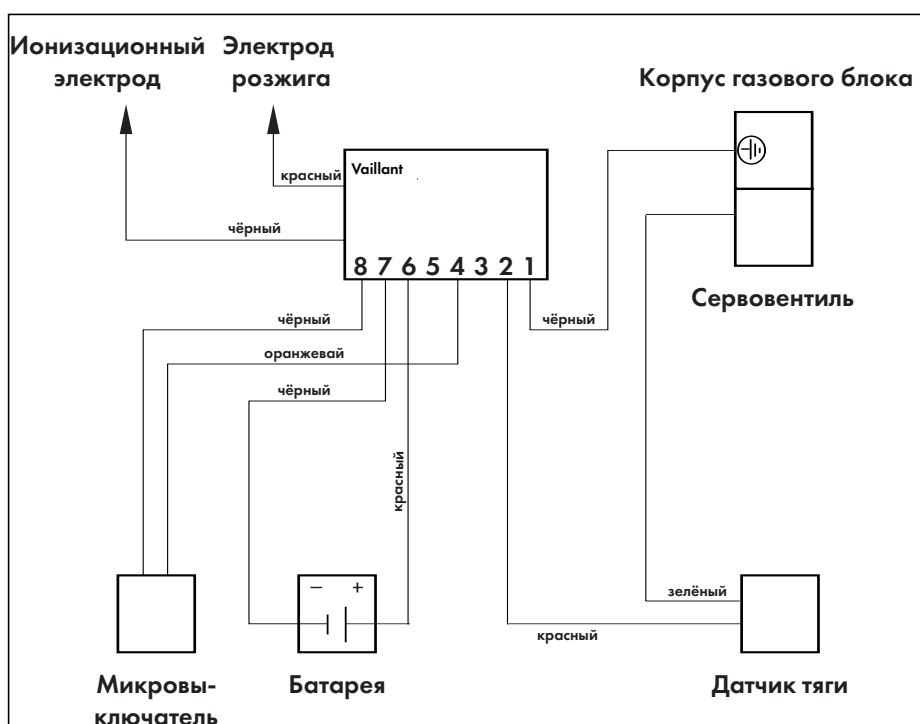 Ионизационный
электрод
Электрод
розжига
Корпус газового блока
Vaillant
красный
чёрный
8 7 6 5 4 3 2 1
Сервовентиль
чёрный
чёрный
оранжевай
чёрный
красный
зелёный
красный
– +
Микровы-
ключатель
Батарея
Датчик тяги